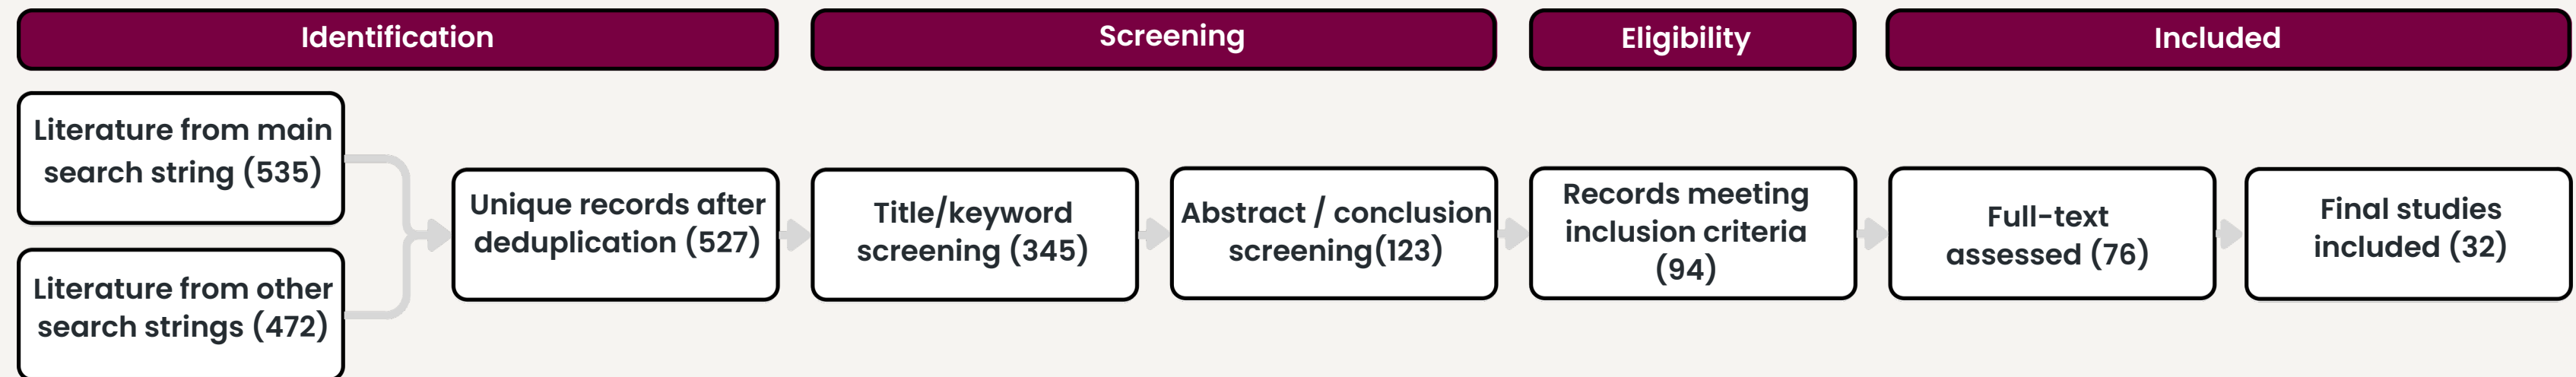 Identification
Screening
Eligibility
Included
Literature from main
search string (535)
Literature from other
search strings (472)
Unique records after
deduplication (527)
Title/keyword
screening (345)
Abstract / conclusion
screening(123)
Records meeting
inclusion criteria
(94)
Full-text
assessed (76)
Final studies
included (32)